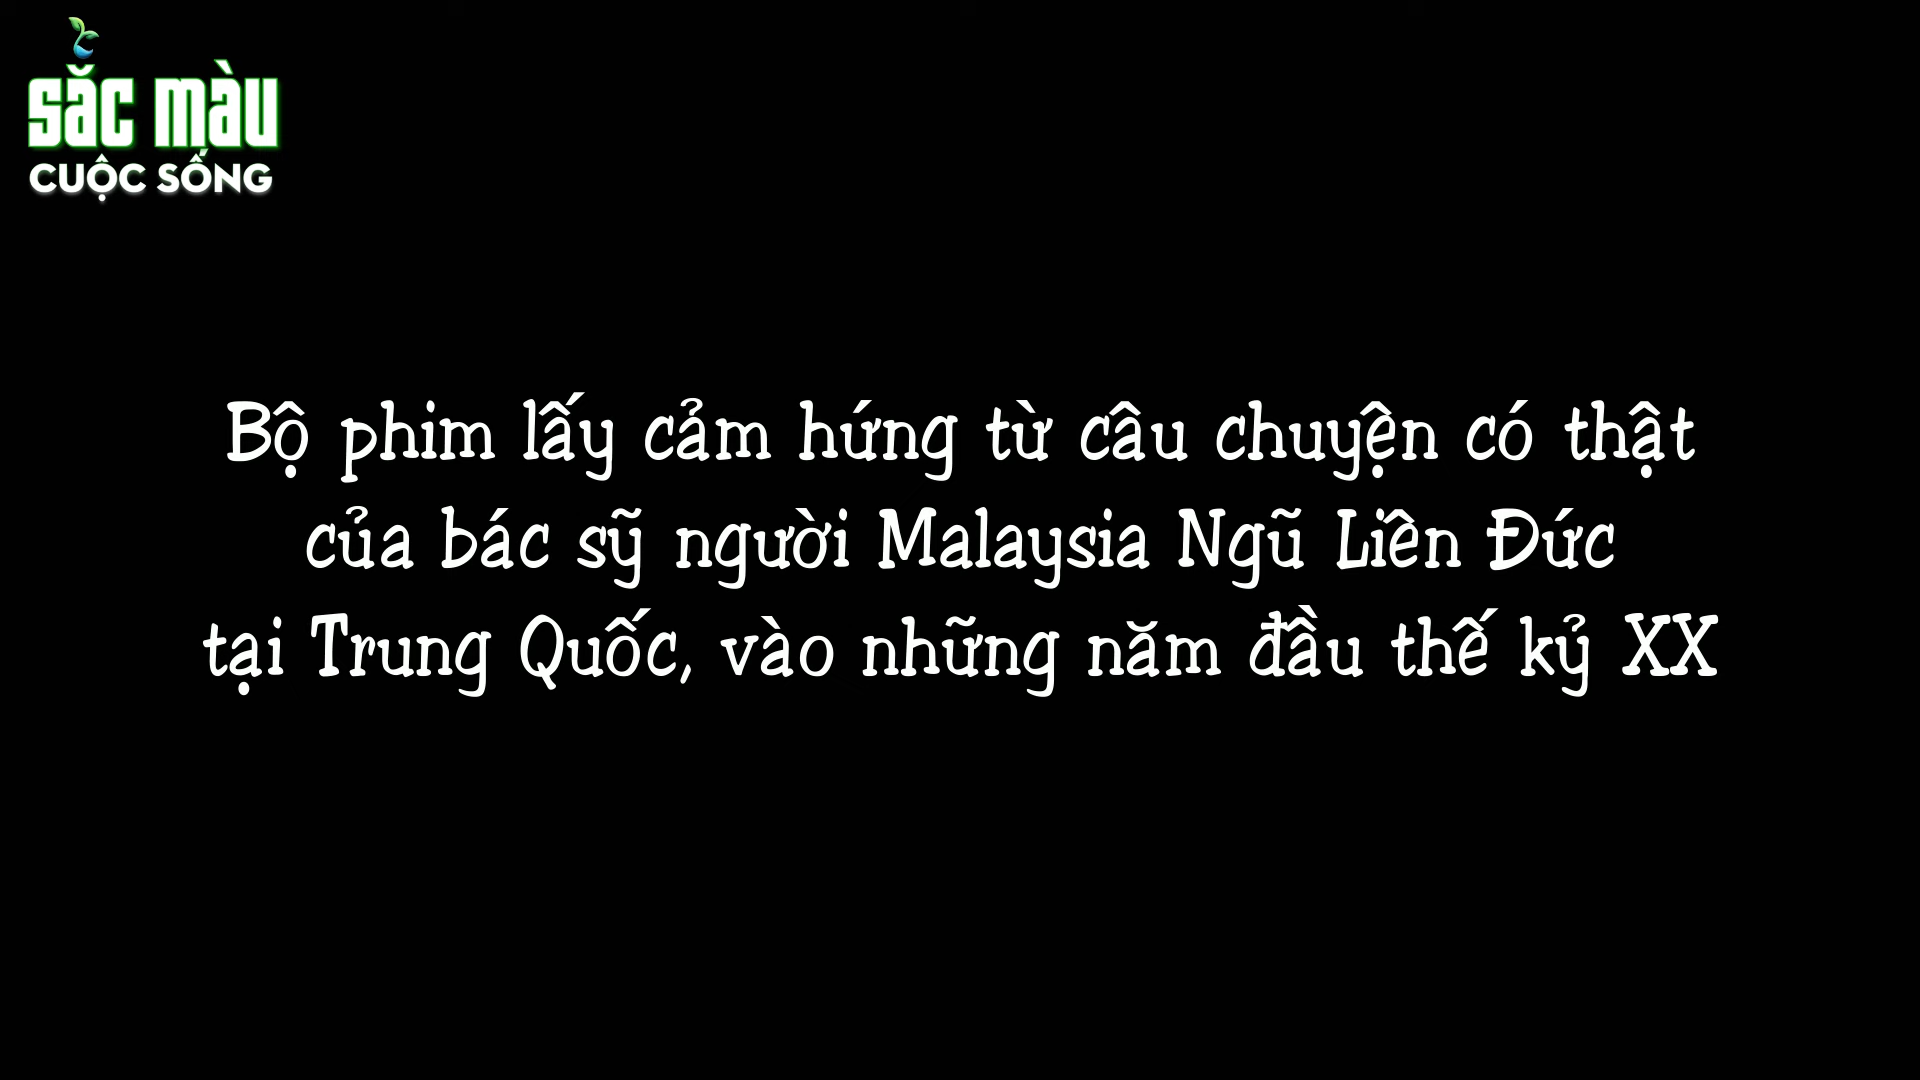 sắc màu
CUỘC SỐNG
Bộ phim lấy cảm hứng từ câu chuyện có thật
của bác sỹ người Malaysia Ngũ Liên Đức
tại Trung Quốc, vào những năm đầu thế kỷ XX